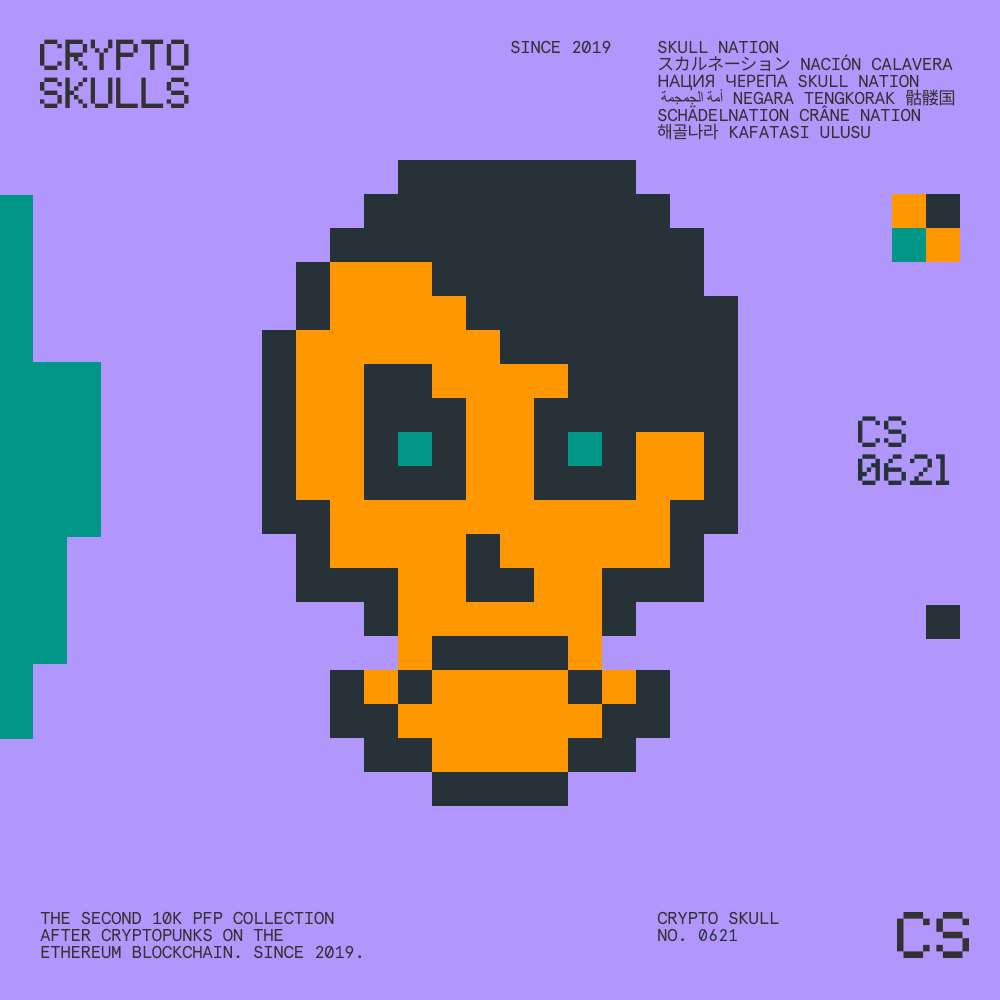 CRYPTO
SKULLS
SINCE 2019
SKULL NATION
スカルネーション NACIÓN CALAVERA
НАЦИЯ ЧЕРЕПА SKULL NATION
أمة الجمجمة NEGARA TENGKORAK 骷髅国
SCHÄDELNATION CRÂNE NATION
해골나라 KAFATASI ULUSU
CS
0621
THE SECOND 10K PFP COLLECTION
AFTER CRYPTOPUNKS ON THE
ETHEREUM BLOCKCHAIN. SINCE 2019.
CRYPTO SKULL
NO. 0621
CS